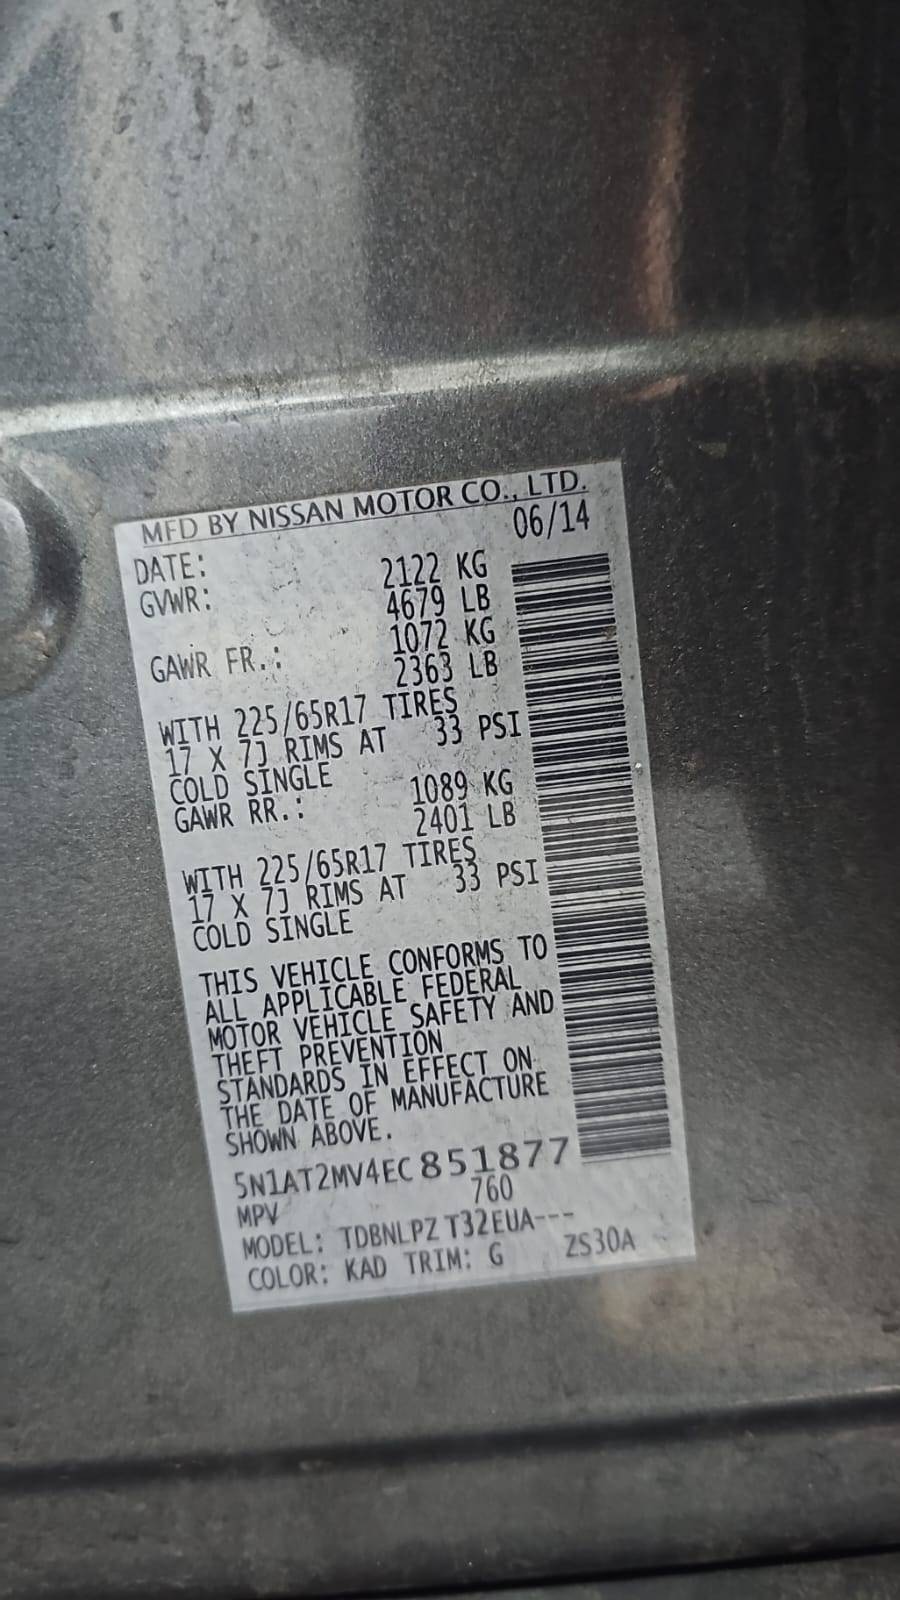 MFD BY NISSAN MOTOR CO., LTD.
DATE: 06/14
GVWR: 2122 KG
4679 LB
GAWR FR.: 1072 KG
2363 LB
WITH 225/65R17 TIRES
17 X 7J RIMS AT 33 PSI
COLD SINGLE
GAWR RR.: 1089 KG
2401 LB
WITH 225/65R17 TIRES
17 X 7J RIMS AT 33 PSI
COLD SINGLE
THIS VEHICLE CONFORMS TO
ALL APPLICABLE FEDERAL
MOTOR VEHICLE SAFETY AND
THEFT PREVENTION
STANDARDS IN EFFECT ON
THE DATE OF MANUFACTURE
SHOWN ABOVE.
5N1AT2MV4EC851877
MPV 760
MODEL: TDBNLPZ T32EUA---
COLOR: KAD TRIM: G ZS30A